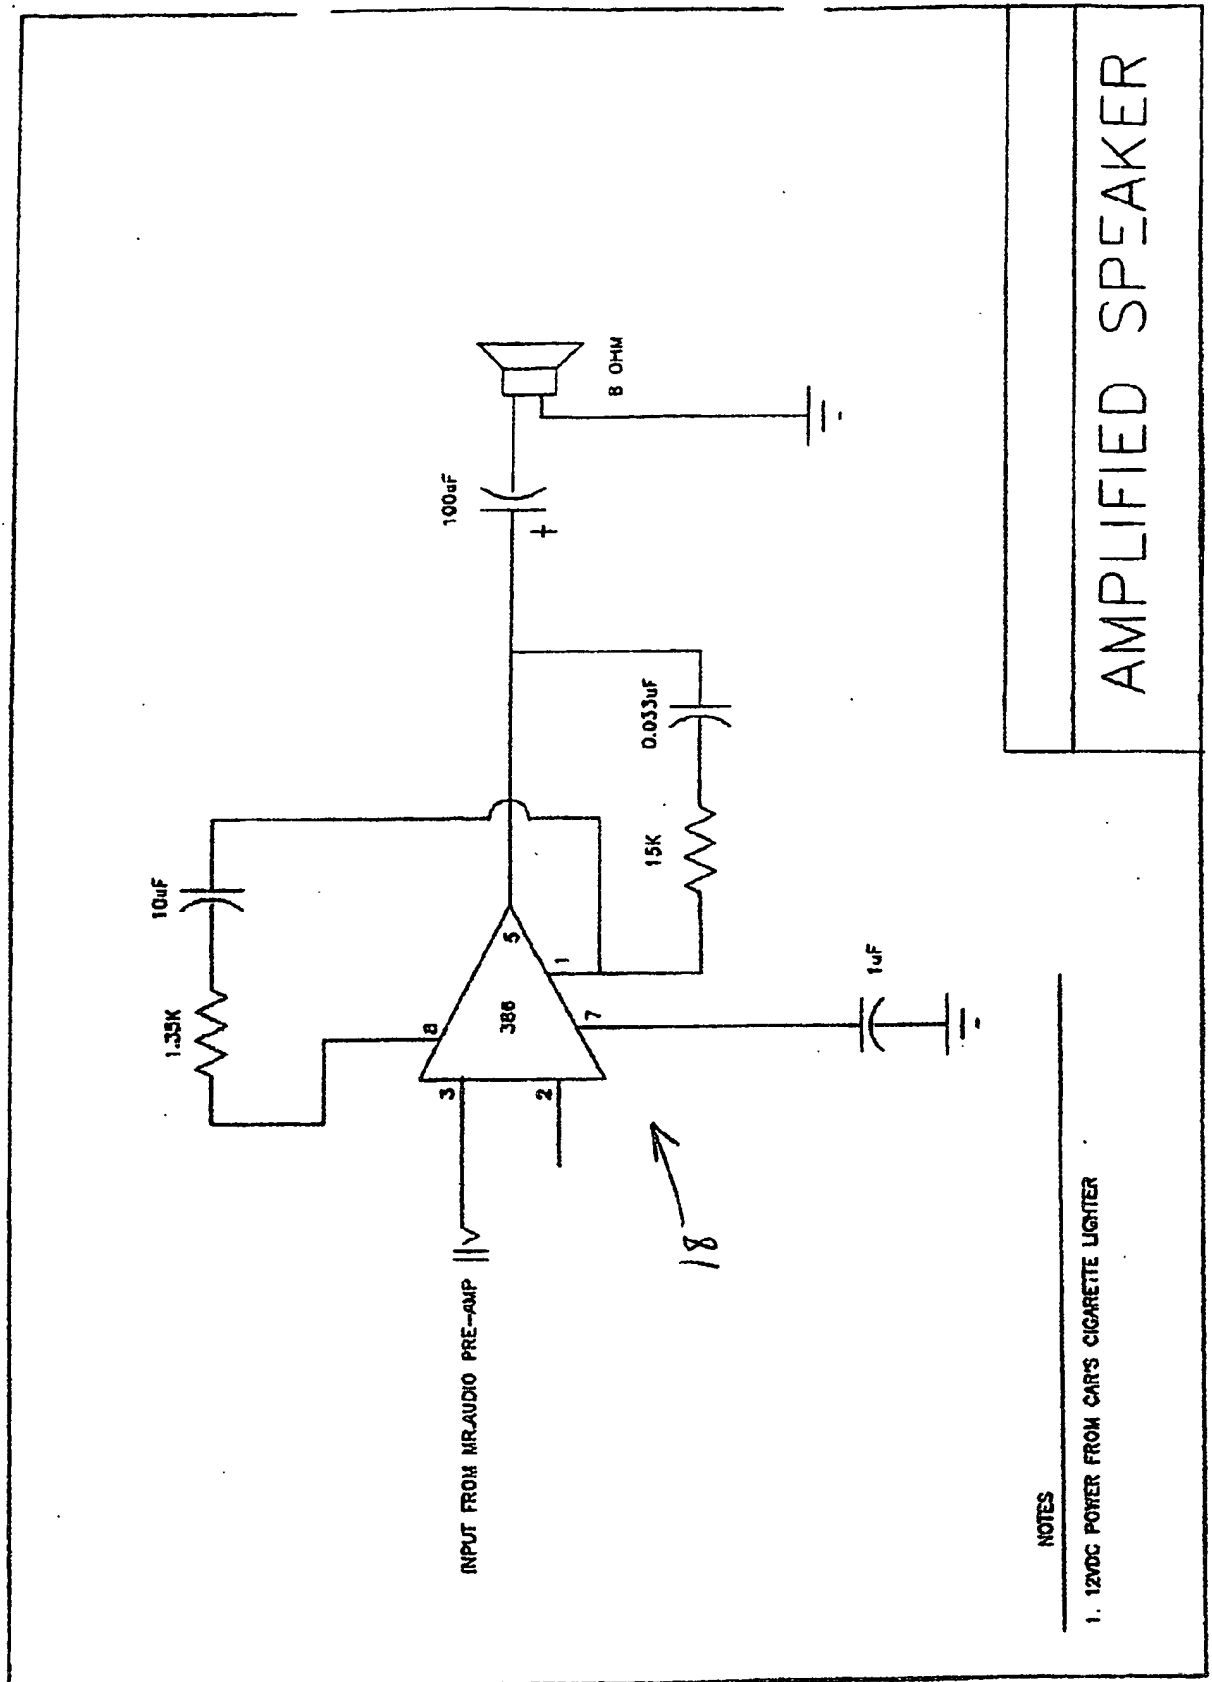 10uF
1.35K
100uF
8 OHM
8
3
386
5
1
2
7
0.033uF
15K
1uF
INPUT FROM MR.AUDIO PRE-AMP
18
NOTES
1. 12VDC POWER FROM CAR'S CIGARETTE LIGHTER
AMPLIFIED SPEAKER